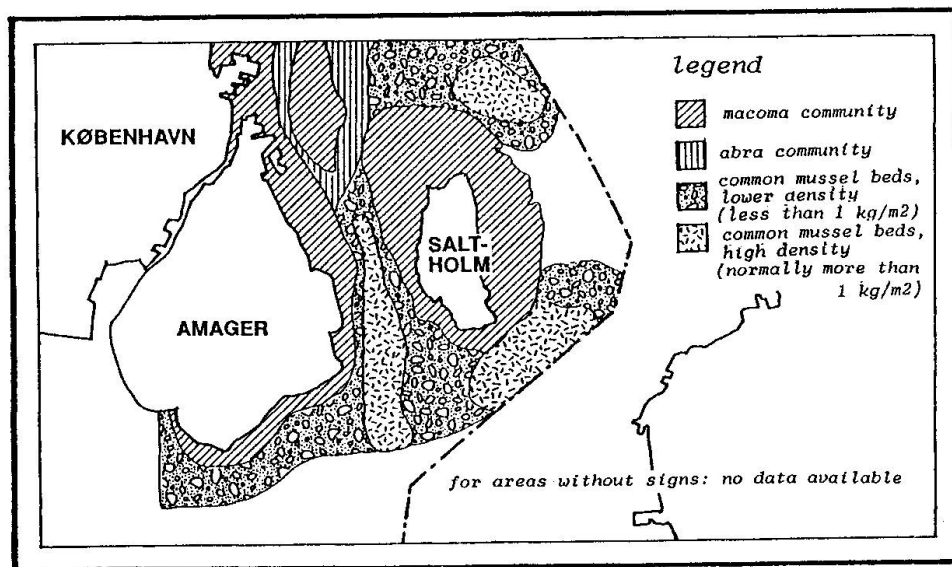 KØBENHAVN
AMAGER
SALT-
HOLM
legend
macoma community
abra community
common mussel beds,
lower density
(less than 1 kg/m2)
common mussel beds,
high density
(normally more than
1 kg/m2)
for areas without signs: no data available